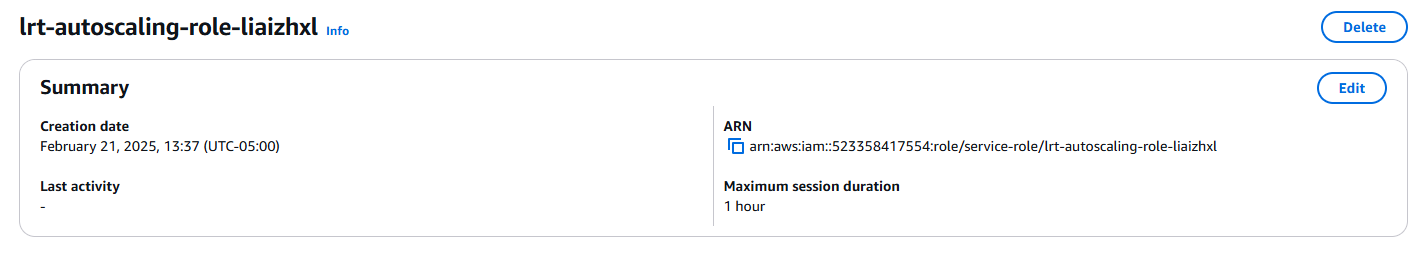 lrt-autoscaling-role-liaizhxl Info
Delete
Summary
Edit
Creation date
February 21, 2025, 13:37 (UTC-05:00)
ARN
arn:aws:iam::523358417554:role/service-role/lrt-autoscaling-role-liaizhxl
Last activity
-
Maximum session duration
1 hour